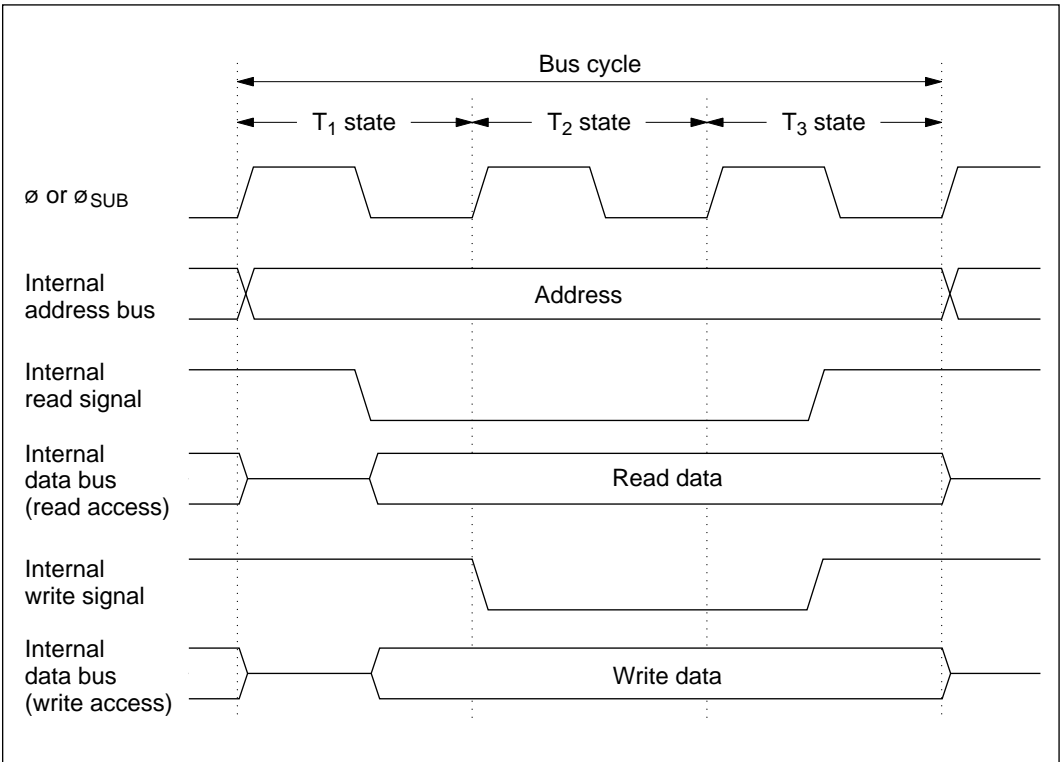 Bus cycle
T₁ state
T₂ state
T₃ state
ø or øSUB
Internal
address bus
Address
Internal
read signal
Internal
data bus
(read access)
Read data
Internal
write signal
Internal
data bus
(write access)
Write data